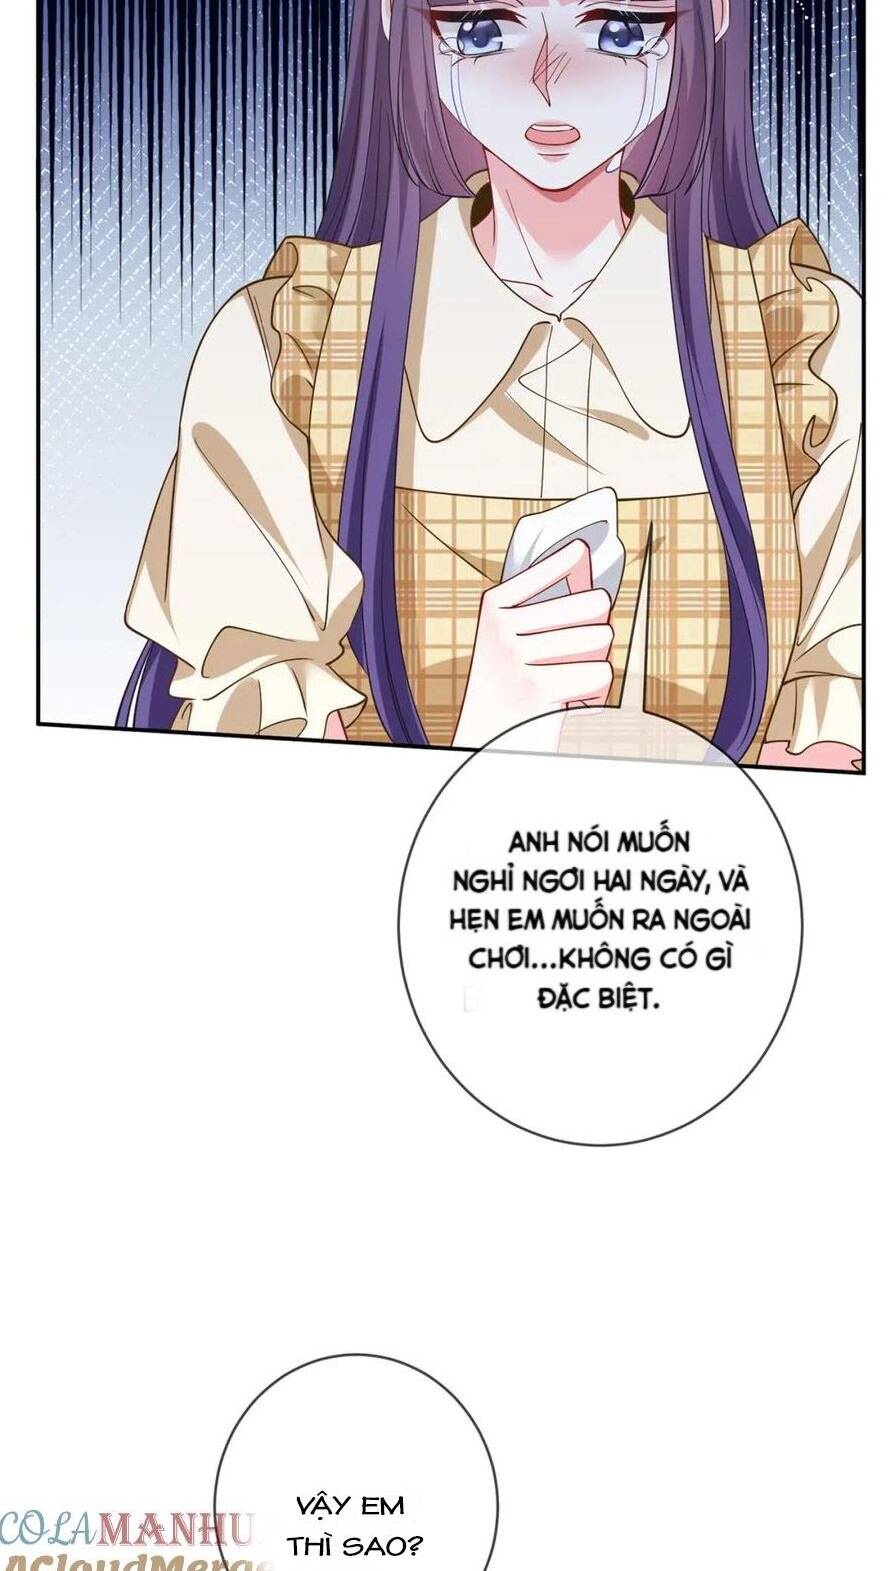 ANH NÓI MUỐN
NGHỈ NGƠI HAI NGÀY, VÀ
HẸN EM MUỐN RA NGOÀI
CHƠI...KHÔNG CÓ GÌ
ĐẶC BIỆT.
VẬY EM
THÌ SAO?
COLAMANHU